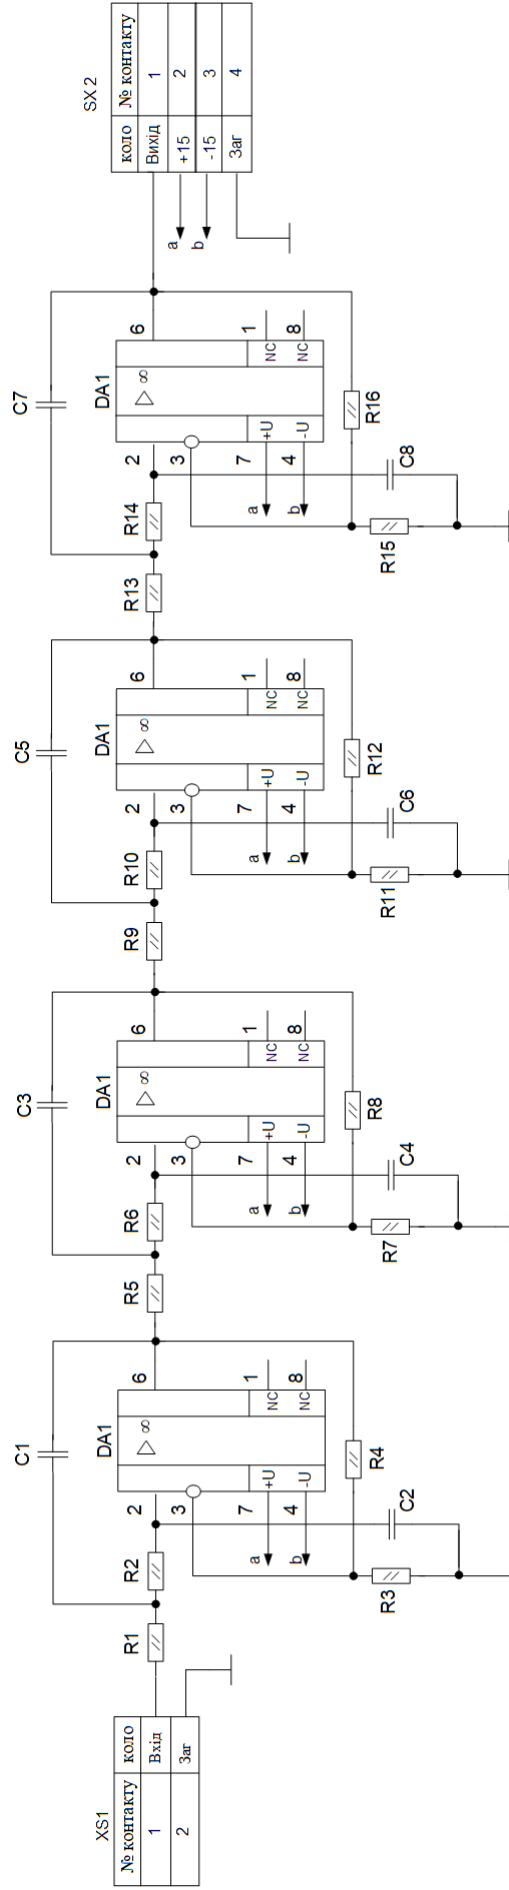 XS1
№ контакту коло
1 Вхід
2 Заг
R1
R2
C1
DA1
▷ ∞
2
3
7
4
+U
-U
6
1
8
NC
NC
a
b
C2
R3
R4
R5
R6
C3
DA1
▷ ∞
2
3
7
4
+U
-U
6
1
8
NC
NC
a
b
C4
R7
R8
R9
R10
C5
DA1
▷ ∞
2
3
7
4
+U
-U
6
1
8
NC
NC
a
b
C6
R11
R12
R13
R14
C7
DA1
▷ ∞
2
3
7
4
+U
-U
6
1
8
NC
NC
a
b
C8
R15
R16
SX 2
коло № контакту
Вихід 1
+15 2
-15 3
Заг 4
a
b